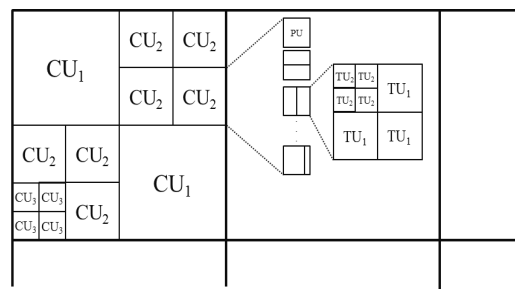 CU₁ CU₂ CU₂
CU₂ CU₂
CU₂ CU₂ CU₁
CU₃ CU₃ CU₂
CU₃ CU₃
PU
TU₂ TU₂ TU₁
TU₂ TU₂
TU₁ TU₁